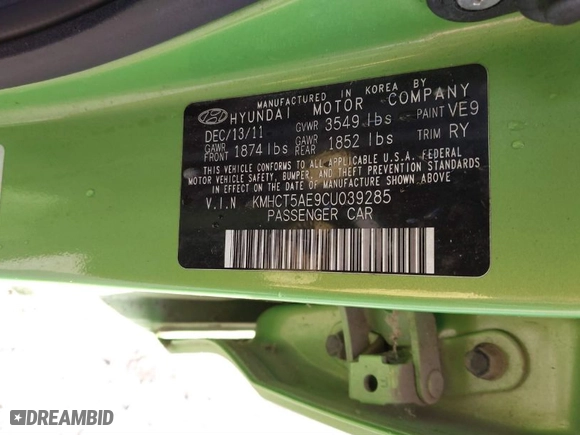 MANUFACTURED IN KOREA BY
HYUNDAI MOTOR COMPANY
DEC/13/11 GVWR 3549 lbs PAINT VE9
GAWR FRONT 1874 lbs GAWR REAR 1852 lbs TRIM RY
THIS VEHICLE CONFORMS TO ALL APPLICABLE U.S.A. FEDERAL
MOTOR VEHICLE SAFETY, BUMPER, AND THEFT PREVENTION STANDARDS
IN EFFECT ON THE DATE OF MANUFACTURE SHOWN ABOVE.
V.I.N KMHCT5AE9CU039285
PASSENGER CAR
DREAMBID